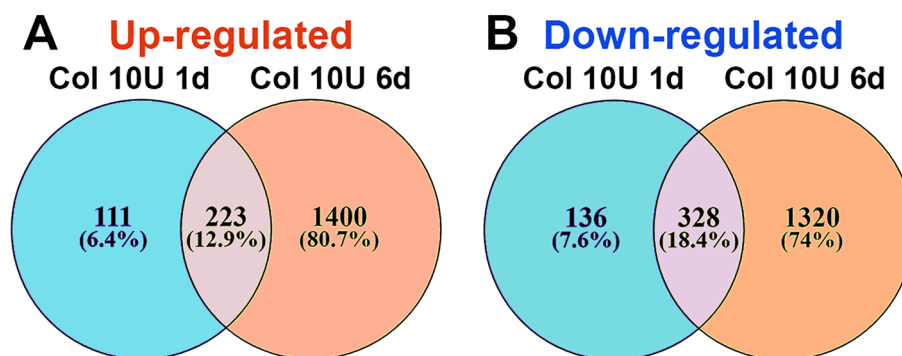 A Up-regulated
Col 10U 1d Col 10U 6d
111 223 1400
(6.4%) (12.9%) (80.7%)
B Down-regulated
Col 10U 1d Col 10U 6d
136 328 1320
(7.6%) (18.4%) (74%)